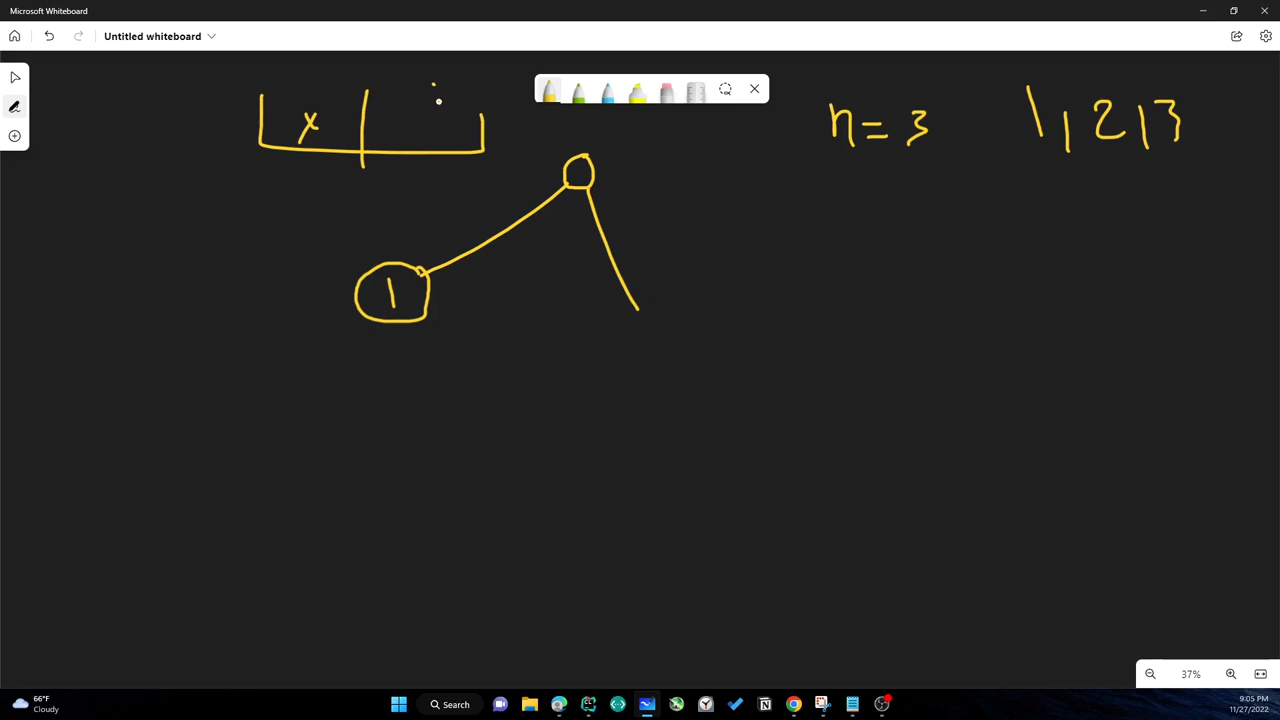 Microsoft Whiteboard
Untitled whiteboard
x
n = 3 1, 2, 3
1
37%
66°F
Cloudy
Search
9:05 PM
11/27/2022